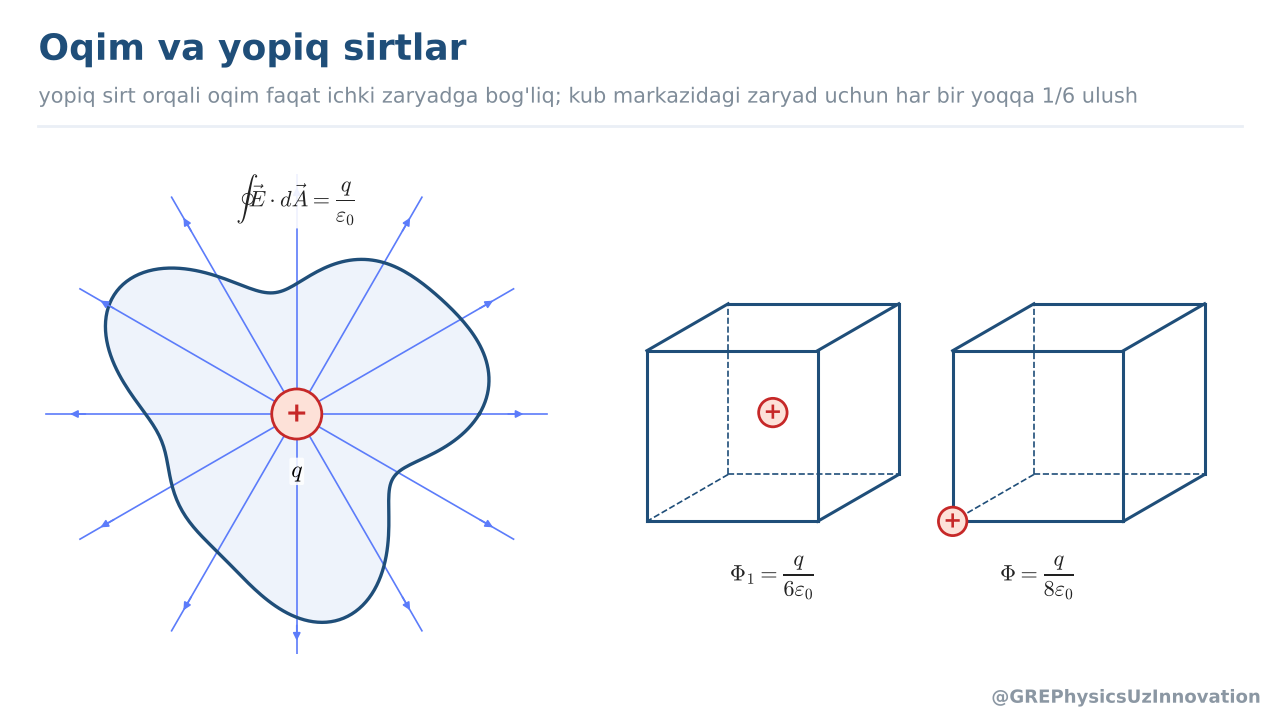 Oqim va yopiq sirtlar
yopiq sirt orqali oqim faqat ichki zaryadga bog'liq; kub markazidagi zaryad uchun har bir yoqqa 1/6 ulush
∮E⃗ · dA⃗ = q/ε₀
+
q
+
+
Φ₁ = q/6ε₀
Φ = q/8ε₀
@GREPhysicsUzInnovation